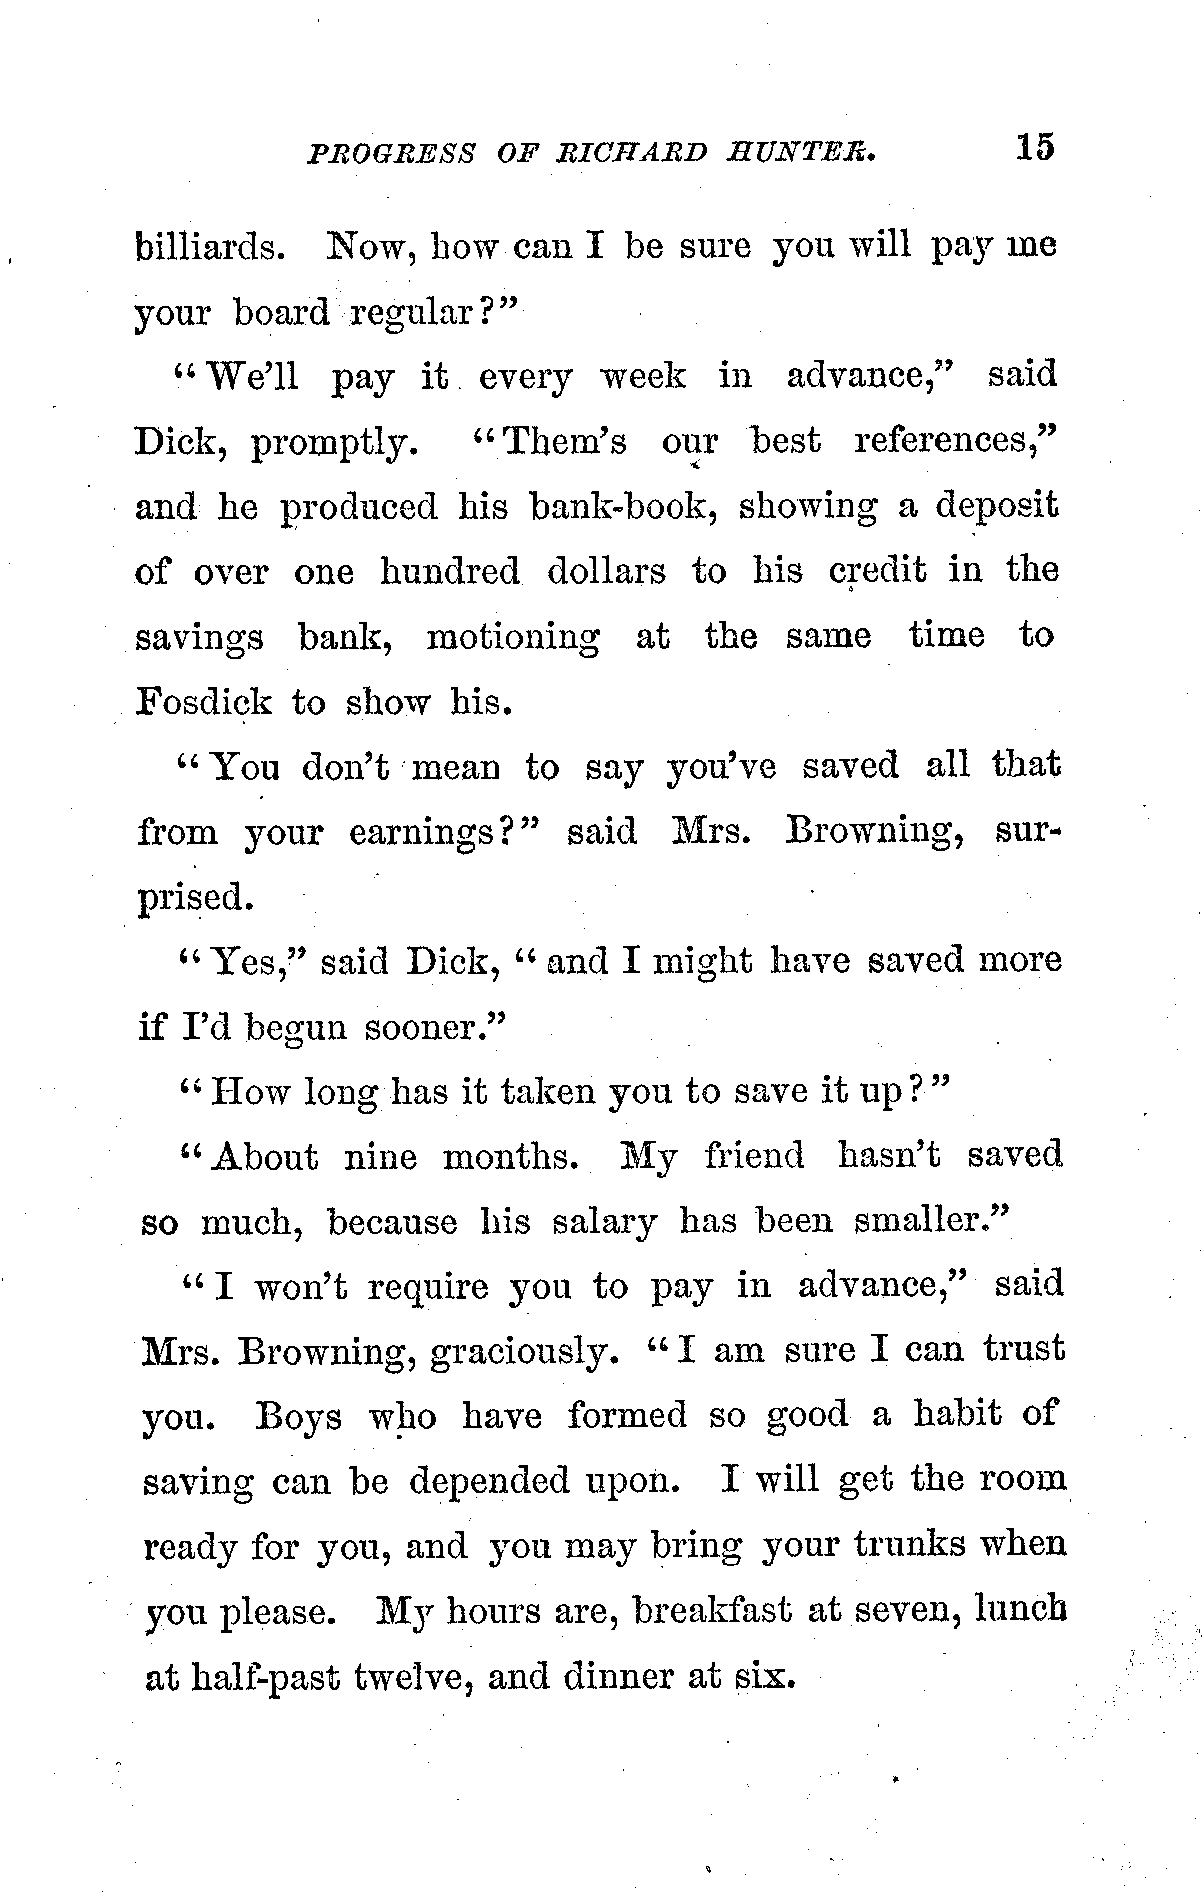 PROGRESS OF RICHARD HUNTER. 15
billiards. Now, how can I be sure you will pay me
your board regular?”
“We’ll pay it every week in advance,” said
Dick, promptly. “Them’s our best references,”
and he produced his bank-book, showing a deposit
of over one hundred dollars to his credit in the
savings bank, motioning at the same time to
Fosdick to show his.
“You don’t mean to say you’ve saved all that
from your earnings?” said Mrs. Browning, sur-
prised.
“Yes,” said Dick, “and I might have saved more
if I’d begun sooner.”
“How long has it taken you to save it up?”
“About nine months. My friend hasn’t saved
so much, because his salary has been smaller.”
“I won’t require you to pay in advance,” said
Mrs. Browning, graciously. “I am sure I can trust
you. Boys who have formed so good a habit of
saving can be depended upon. I will get the room
ready for you, and you may bring your trunks when
you please. My hours are, breakfast at seven, lunch
at half-past twelve, and dinner at six.